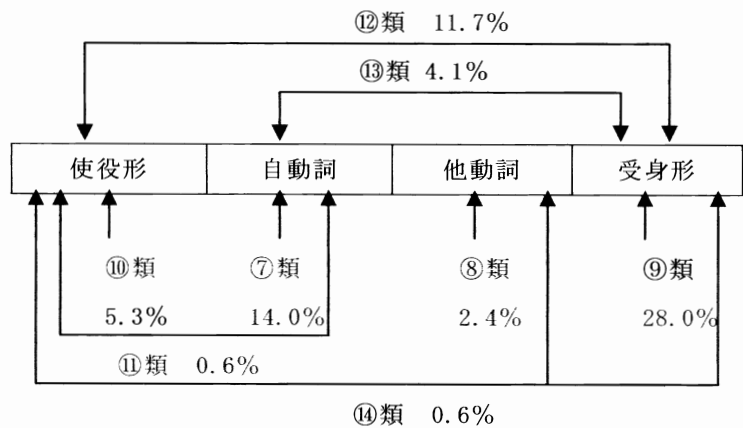 ⑫類 11.7%
⑬類 4.1%
使役形 自動詞 他動詞 受身形
⑩類 ⑦類 ⑧類 ⑨類
5.3% 14.0% 2.4% 28.0%
⑪類 0.6%
⑭類 0.6%